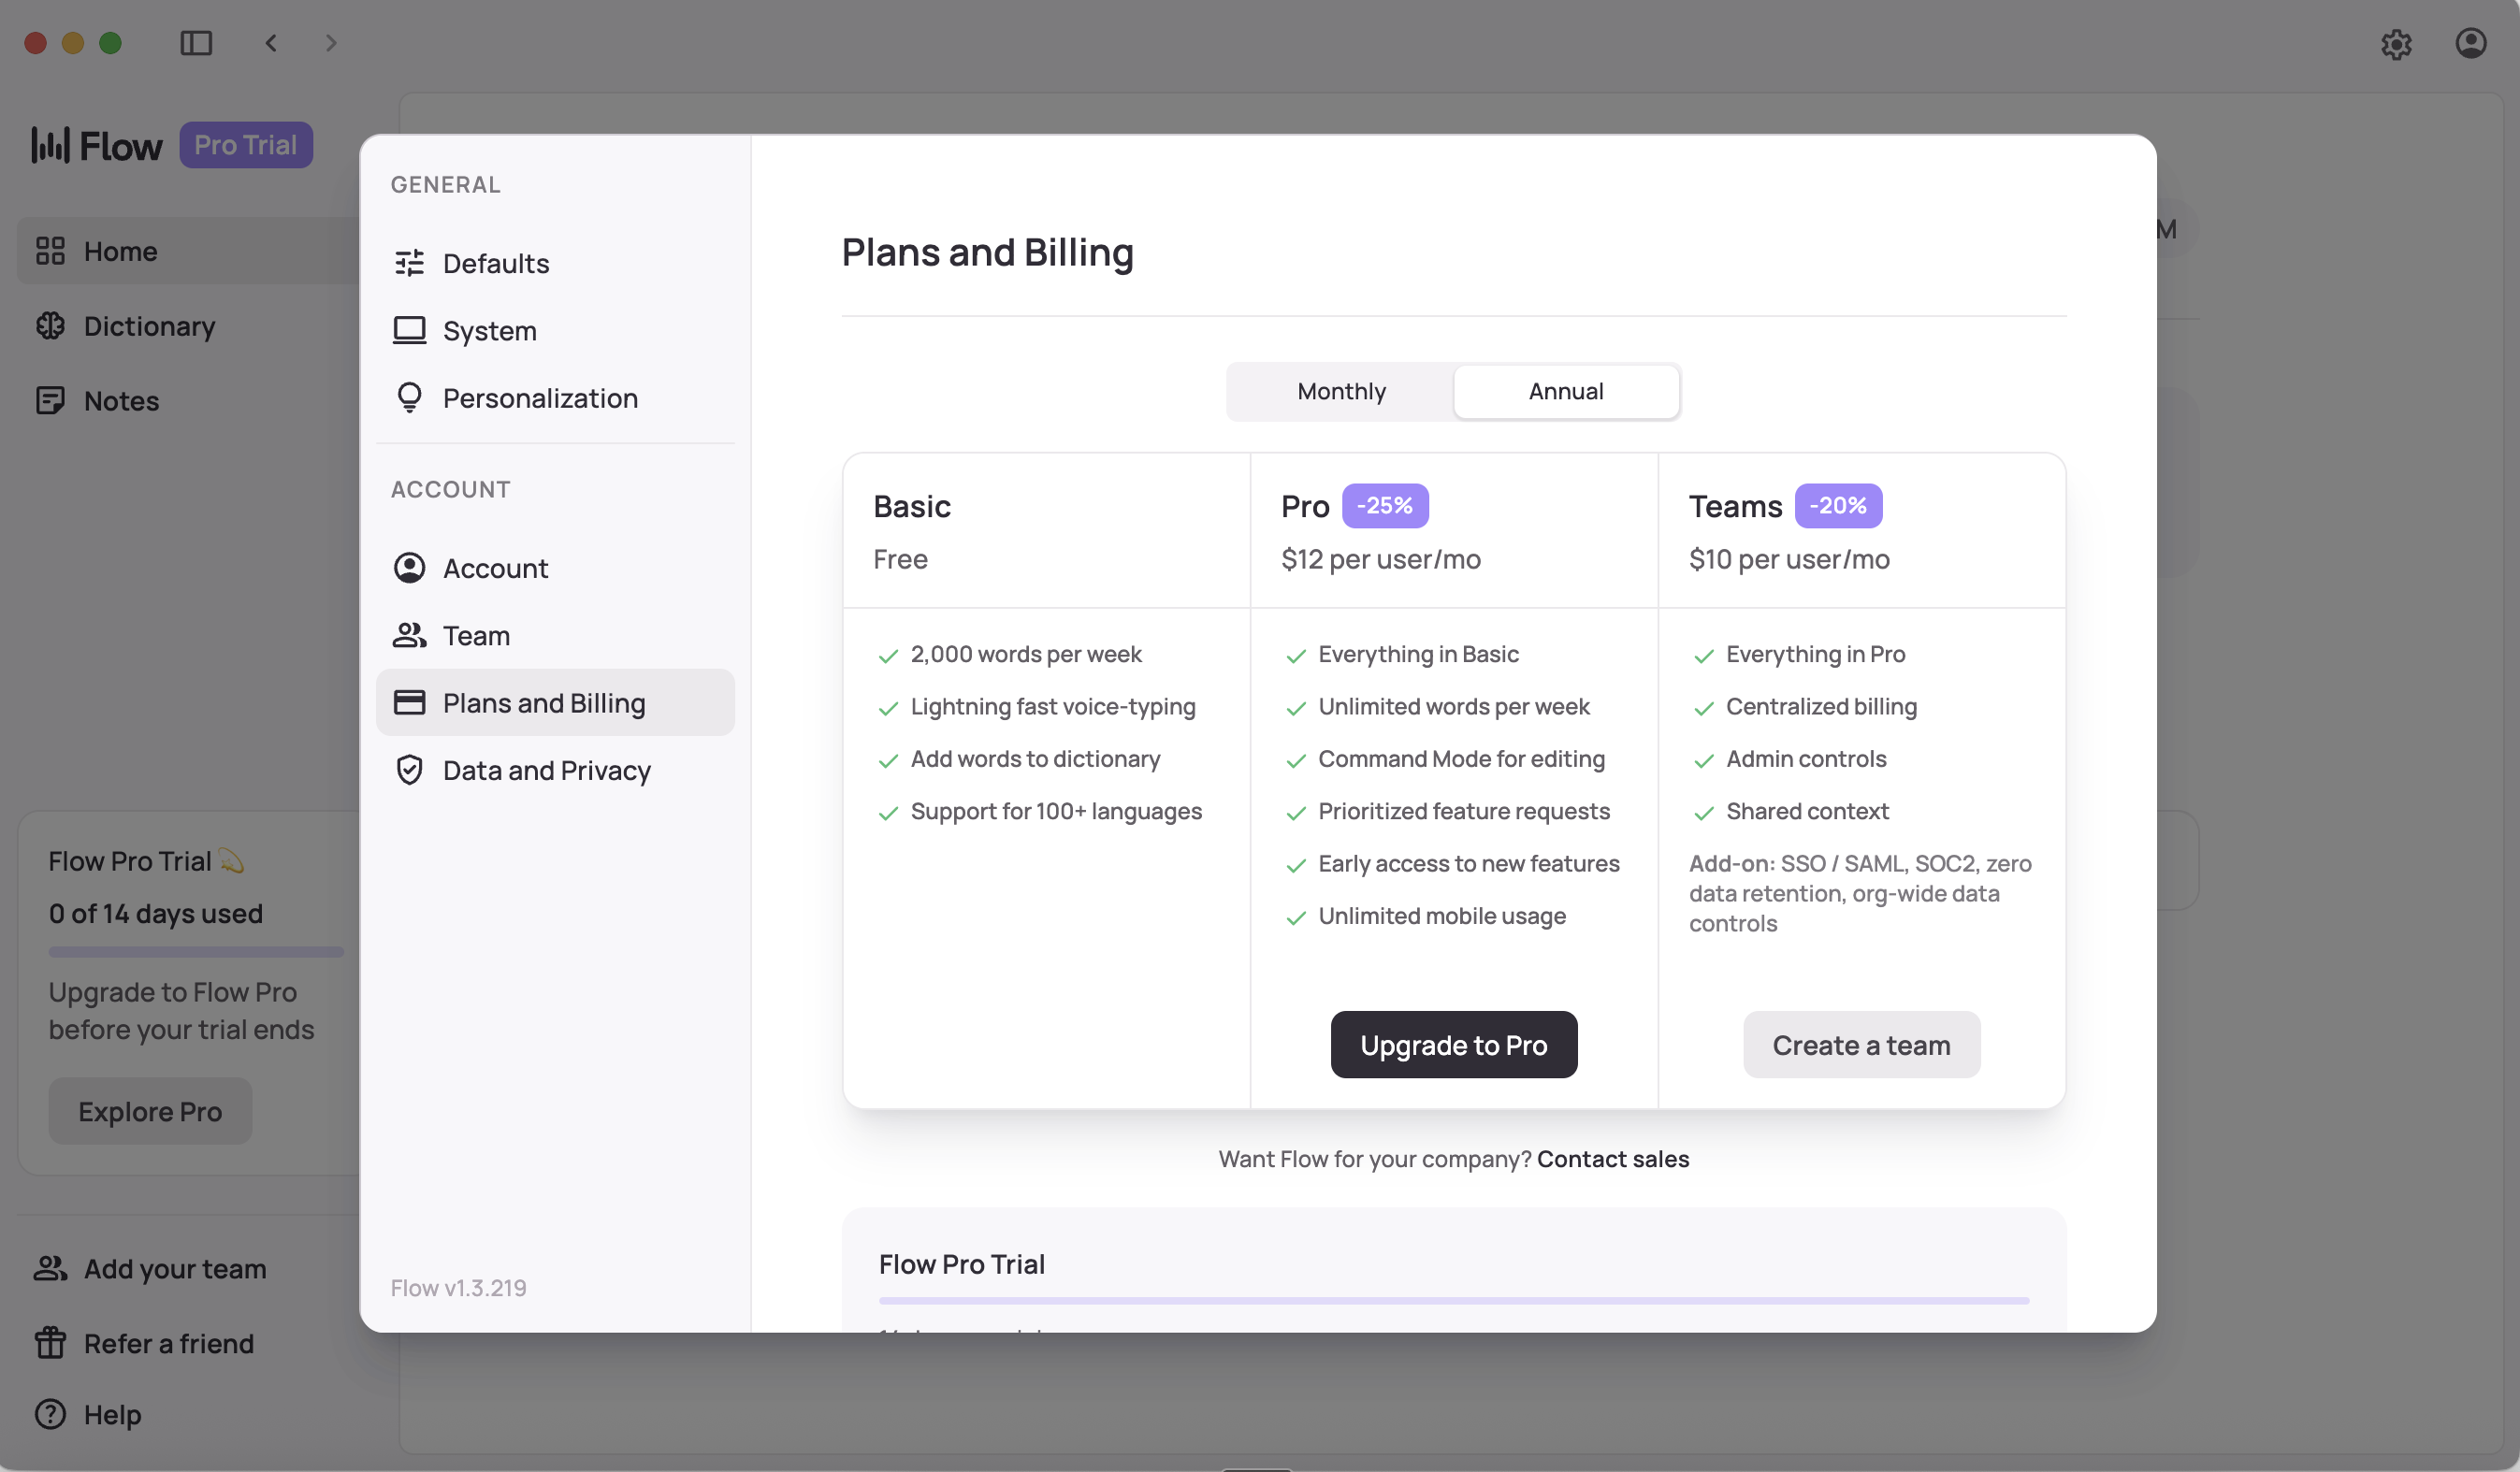 Flow
Pro Trial
Home
Dictionary
Notes
Flow Pro Trial 💫
0 of 14 days used
Upgrade to Flow Pro
before your trial ends
Explore Pro
Add your team
Refer a friend
Help
GENERAL
Defaults
System
Personalization
ACCOUNT
Account
Team
Plans and Billing
Data and Privacy
Flow v1.3.219
Plans and Billing
Monthly
Annual
Basic
Free
2,000 words per week
Lightning fast voice-typing
Add words to dictionary
Support for 100+ languages
Pro -25%
$12 per user/mo
Everything in Basic
Unlimited words per week
Command Mode for editing
Prioritized feature requests
Early access to new features
Unlimited mobile usage
Upgrade to Pro
Teams -20%
$10 per user/mo
Everything in Pro
Centralized billing
Admin controls
Shared context
Add-on: SSO / SAML, SOC2, zero
data retention, org-wide data
controls
Create a team
Want Flow for your company? Contact sales
Flow Pro Trial
M